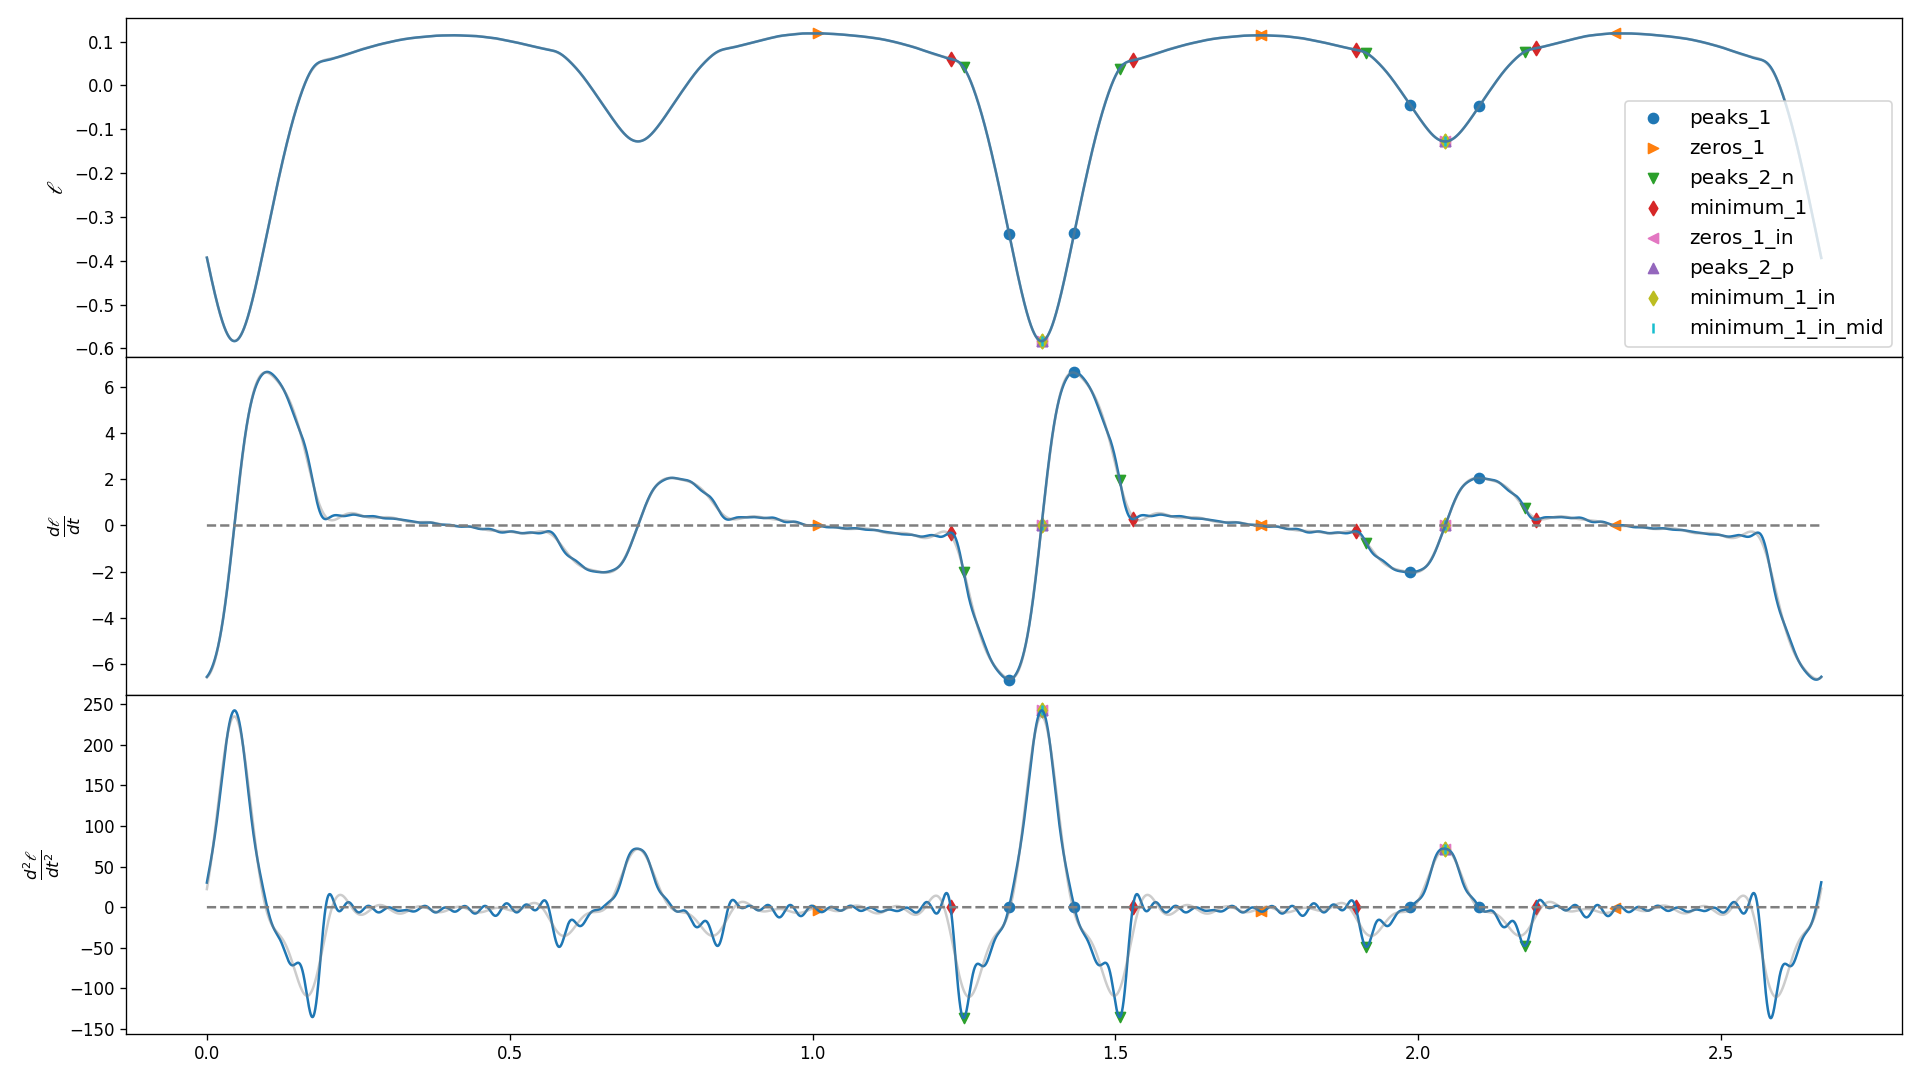 0.1
0.0
−0.1
−0.2
−0.3
−0.4
−0.5
−0.6
ℓ
peaks_1
zeros_1
peaks_2_n
minimum_1
zeros_1_in
peaks_2_p
minimum_1_in
minimum_1_in_mid
6
4
2
0
−2
−4
−6
dℓ
dt
250
200
150
100
50
0
−50
−100
−150
d²ℓ
dt²
0.0 0.5 1.0 1.5 2.0 2.5